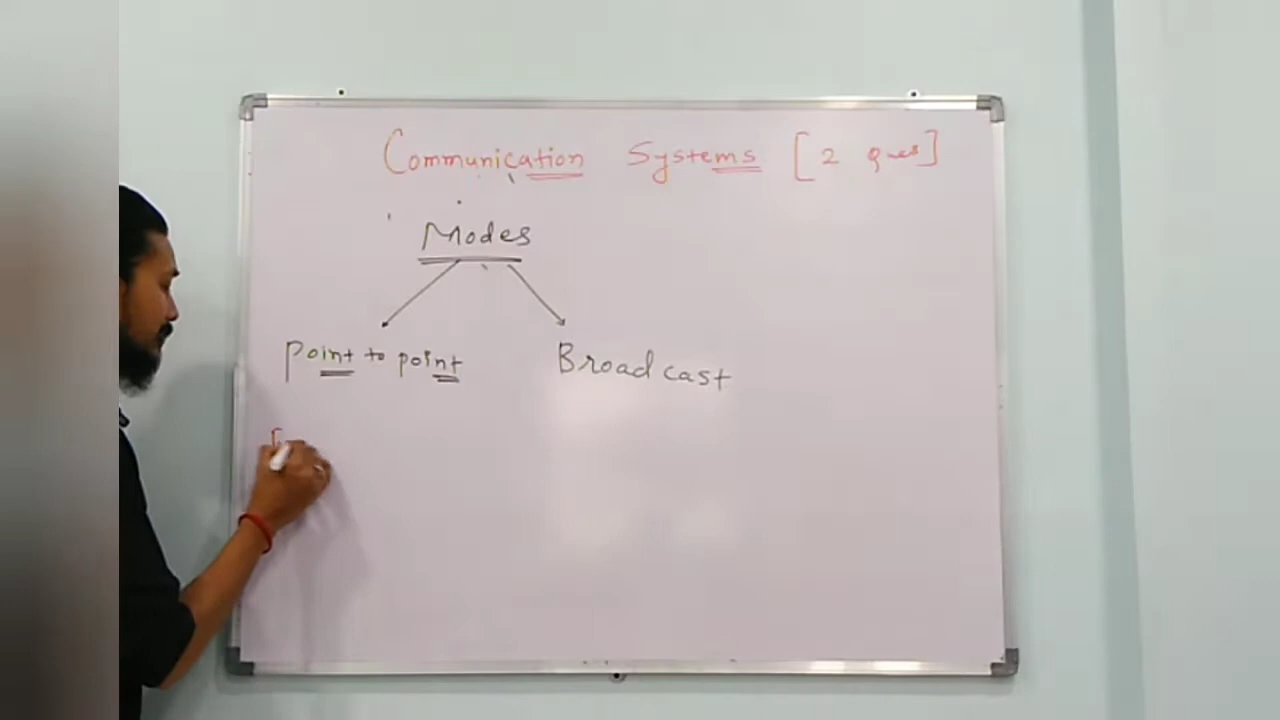 Communication Systems [2 ques]
Modes
Point to point
Broadcast